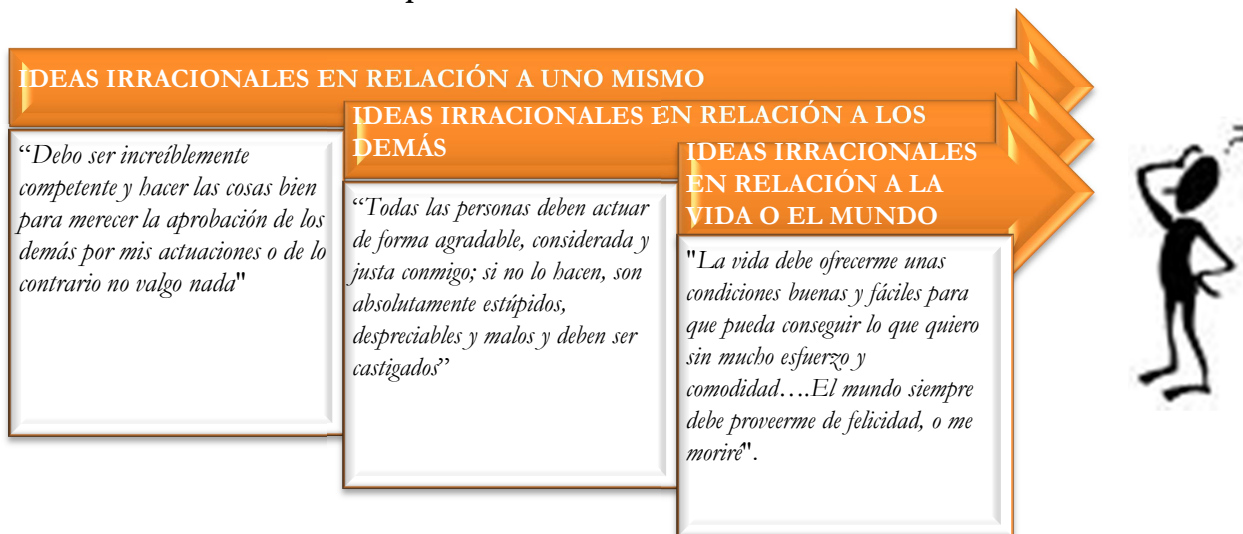 IDEAS IRRACIONALES EN RELACIÓN A UNO MISMO
“Debo ser increíblemente
competente y hacer las cosas bien
para merecer la aprobación de los
demás por mis actuaciones o de lo
contrario no valgo nada"
IDEAS IRRACIONALES EN RELACIÓN A LOS
DEMÁS
“Todas las personas deben actuar
de forma agradable, considerada y
justa conmigo; si no lo hacen, son
absolutamente estúpidos,
despreciables y malos y deben ser
castigados”
IDEAS IRRACIONALES
EN RELACIÓN A LA
VIDA O EL MUNDO
"La vida debe ofrecerme unas
condiciones buenas y fáciles para
que pueda conseguir lo que quiero
sin mucho esfuerzo y
comodidad….El mundo siempre
debe proveerme de felicidad, o me
moriré".